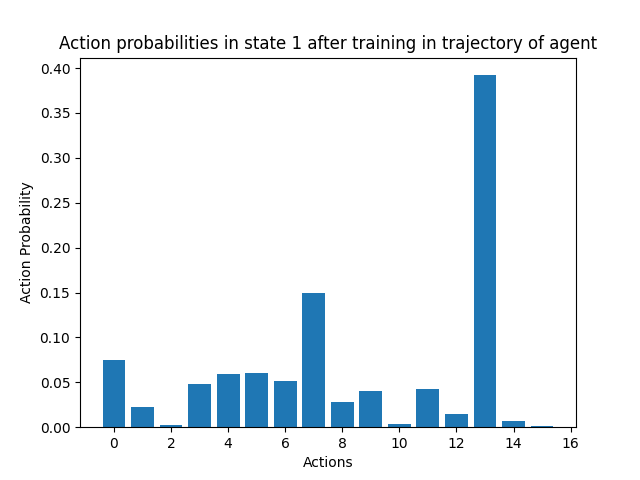 Action probabilities in state 1 after training in trajectory of agent
0.40
0.35
0.30
0.25
0.20
0.15
0.10
0.05
0.00
Action Probability
0 2 4 6 8 10 12 14 16
Actions